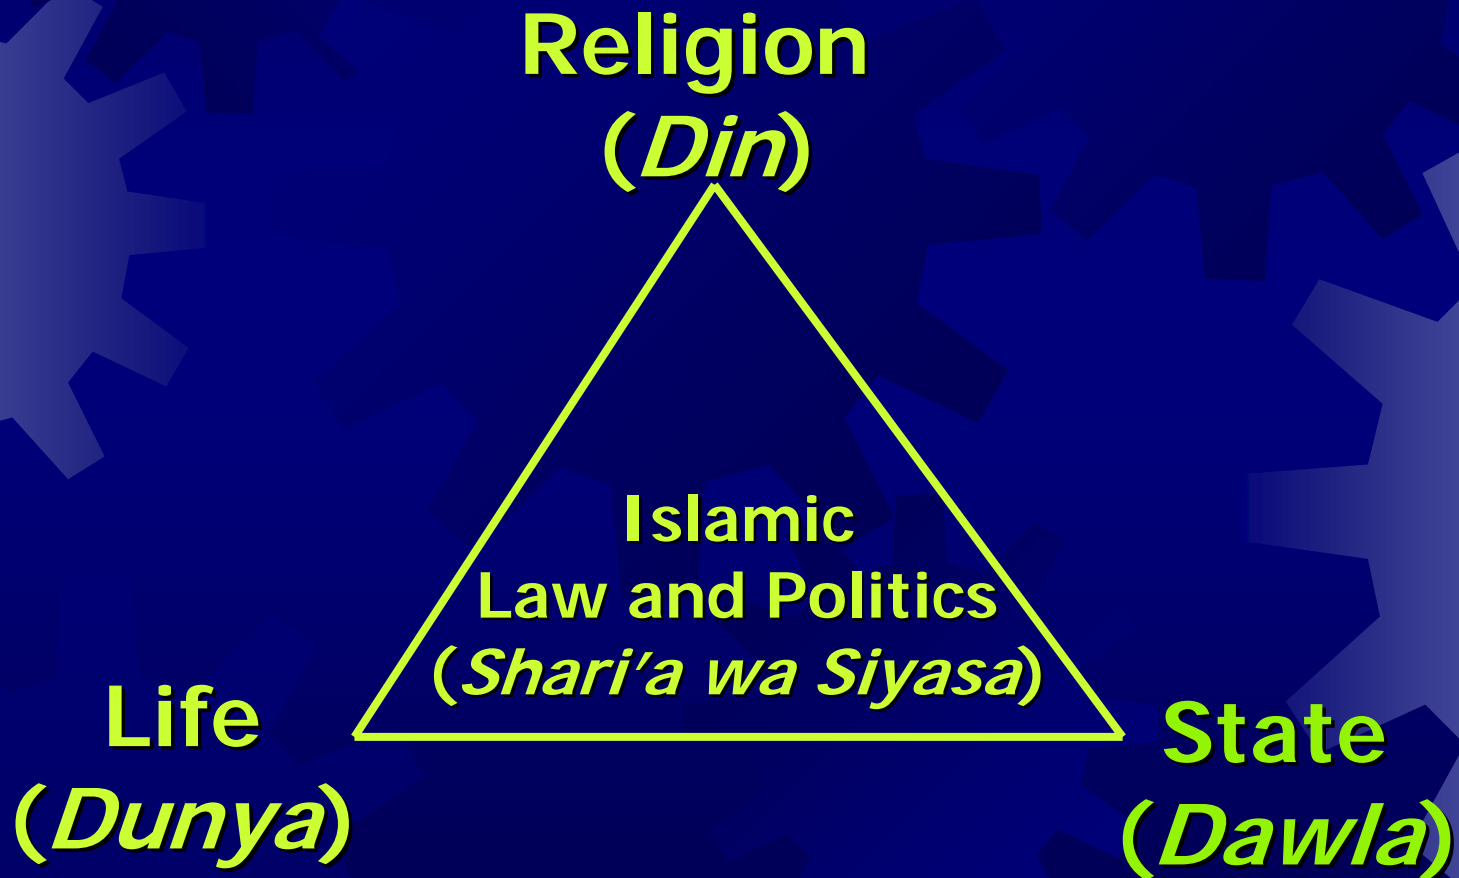 Religion
(Din)
Islamic
Law and Politics
(Shari’a wa Siyasa)
Life
(Dunya)
State
(Dawla)